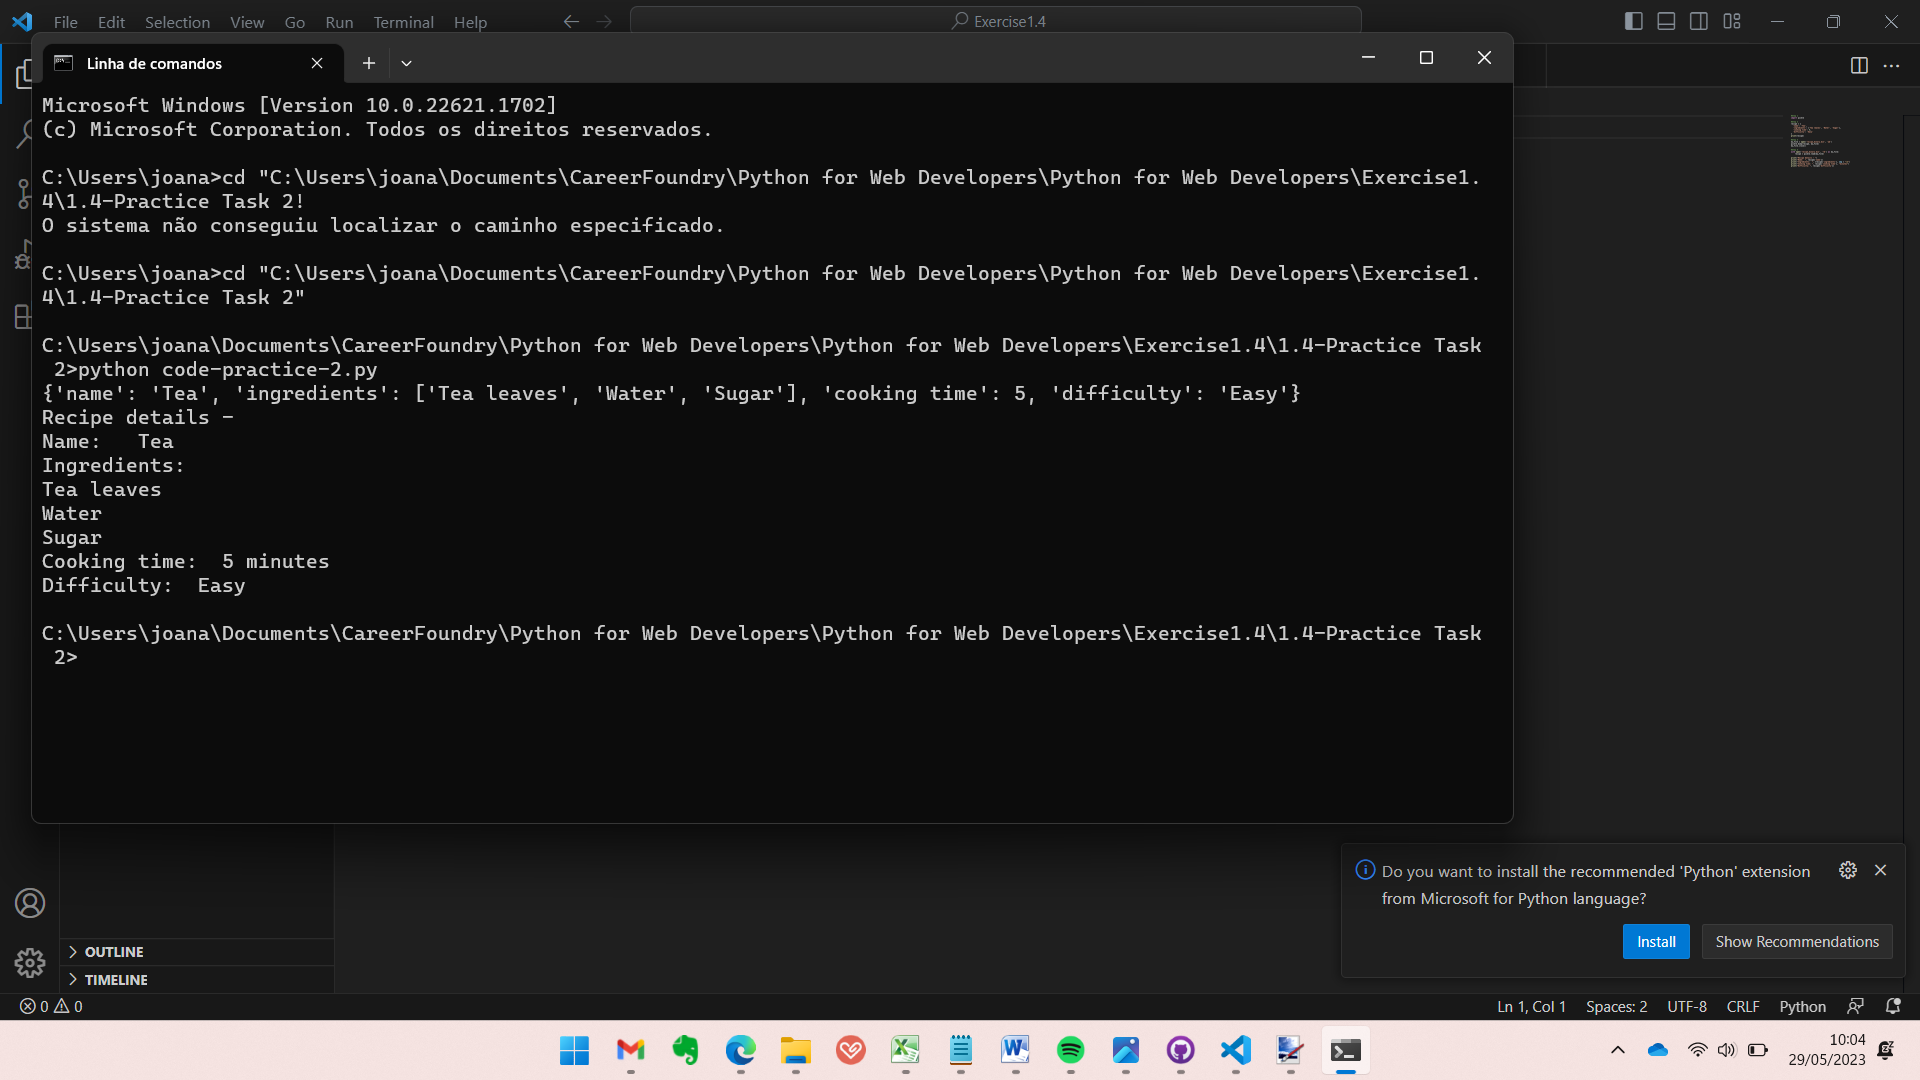 File Edit Selection View Go Run Terminal Help
Exercise1.4
Linha de comandos
Microsoft Windows [Version 10.0.22621.1702]
(c) Microsoft Corporation. Todos os direitos reservados.
C:\Users\joana>cd "C:\Users\joana\Documents\CareerFoundry\Python for Web Developers\Python for Web Developers\Exercise1.
4\1.4-Practice Task 2!
O sistema não conseguiu localizar o caminho especificado.
C:\Users\joana>cd "C:\Users\joana\Documents\CareerFoundry\Python for Web Developers\Python for Web Developers\Exercise1.
4\1.4-Practice Task 2"
C:\Users\joana\Documents\CareerFoundry\Python for Web Developers\Python for Web Developers\Exercise1.4\1.4-Practice Task
2>python code-practice-2.py
{'name': 'Tea', 'ingredients': ['Tea leaves', 'Water', 'Sugar'], 'cooking time': 5, 'difficulty': 'Easy'}
Recipe details -
Name:   Tea
Ingredients:
Tea leaves
Water
Sugar
Cooking time:  5 minutes
Difficulty:  Easy
C:\Users\joana\Documents\CareerFoundry\Python for Web Developers\Python for Web Developers\Exercise1.4\1.4-Practice Task
2>
Do you want to install the recommended 'Python' extension
from Microsoft for Python language?
Install Show Recommendations
OUTLINE
TIMELINE
0 0 Ln 1, Col 1 Spaces: 2 UTF-8 CRLF Python
10:04
29/05/2023